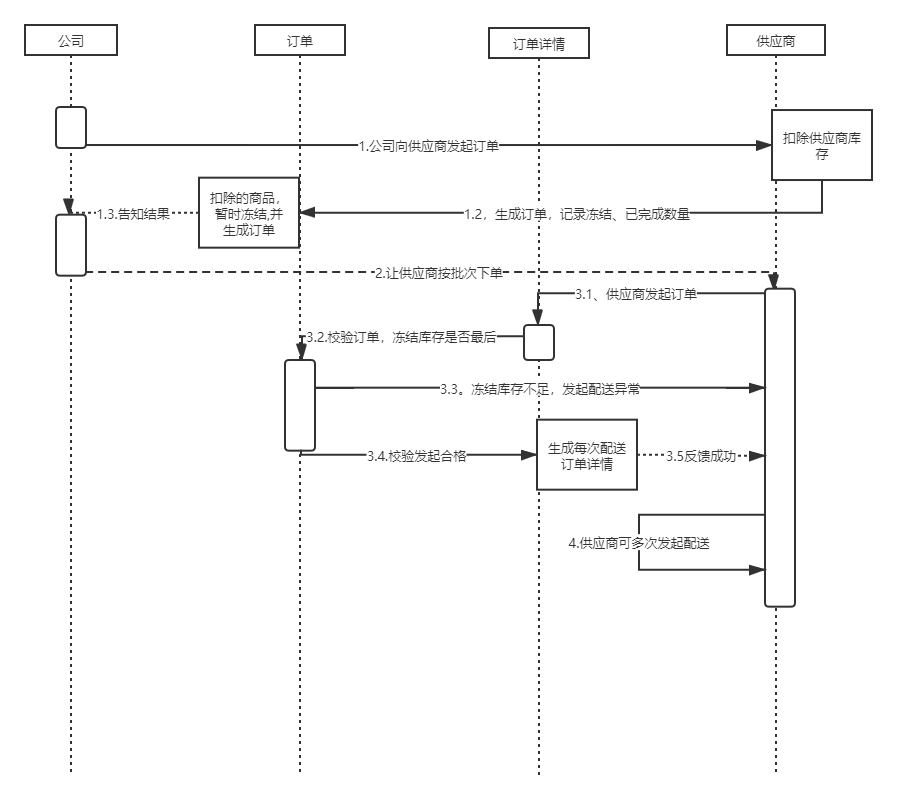 公司
订单
订单详情
供应商
扣除供应商库
存
1.公司向供应商发起订单
扣除的商品，
暂时冻结,并
生成订单
1.3.告知结果
1.2，生成订单，记录冻结、已完成数量
2.让供应商按批次下单
3.1、供应商发起订单
3.2.校验订单，冻结库存是否最后
3.3。冻结库存不足，发起配送异常
3.4.校验发起合格
生成每次配送
订单详情
3.5反馈成功
4.供应商可多次发起配送